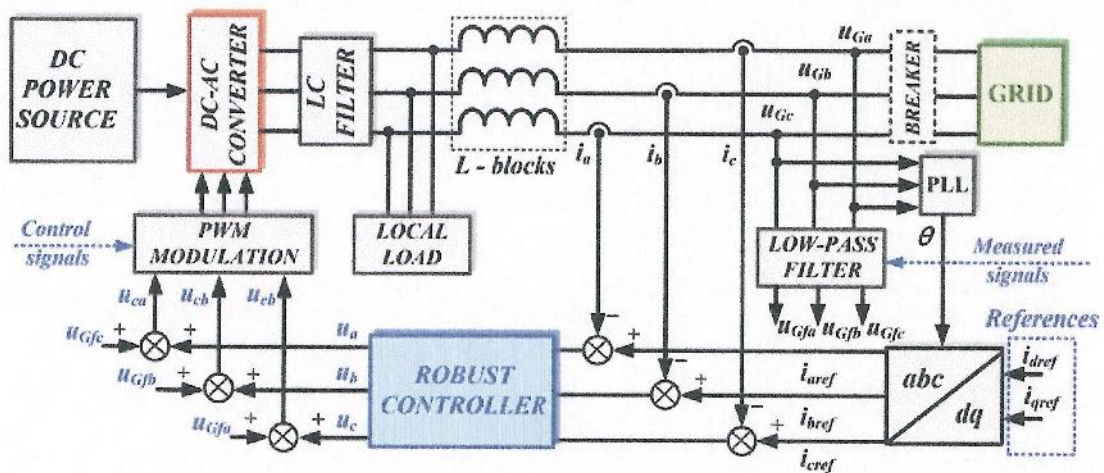 DC
POWER
SOURCE
DC-AC
CONVERTER
LC
FILTER
L - blocks
u_Ga
u_Gb
u_Gc
i_a
i_b
i_c
BREAKER
GRID
PLL
θ
Control
signals
PWM
MODULATION
LOCAL
LOAD
LOW-PASS
FILTER
Measured
signals
u_ca
u_cb
u_cb
u_Gfa
u_Gfb
u_Gfc
References
u_Gfc
+
+
u_a
u_Gfb
+
+
u_b
u_Gfa
+
+
u_c
ROBUST
CONTROLLER
−
+
−
+
−
+
i_aref
i_bref
i_cref
abc
dq
i_dref
i_qref